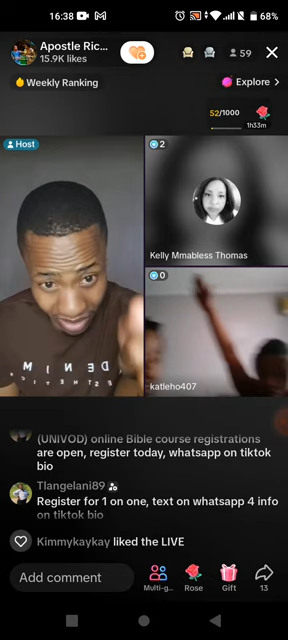 16:38
68%
Apostle Ric...
15.9K likes
59
Weekly Ranking
Explore >
52/1000
1h33m
Host
2
Kelly Mmabless Thomas
0
katleho407
(UNIVOD) online Bible course registrations
are open, register today, whatsapp on tiktok
bio
Tlangelani89
Register for 1 on one, text on whatsapp 4 info
on tiktok bio
Kimmykaykay liked the LIVE
Add comment
Multi-g...
Rose
Gift
13